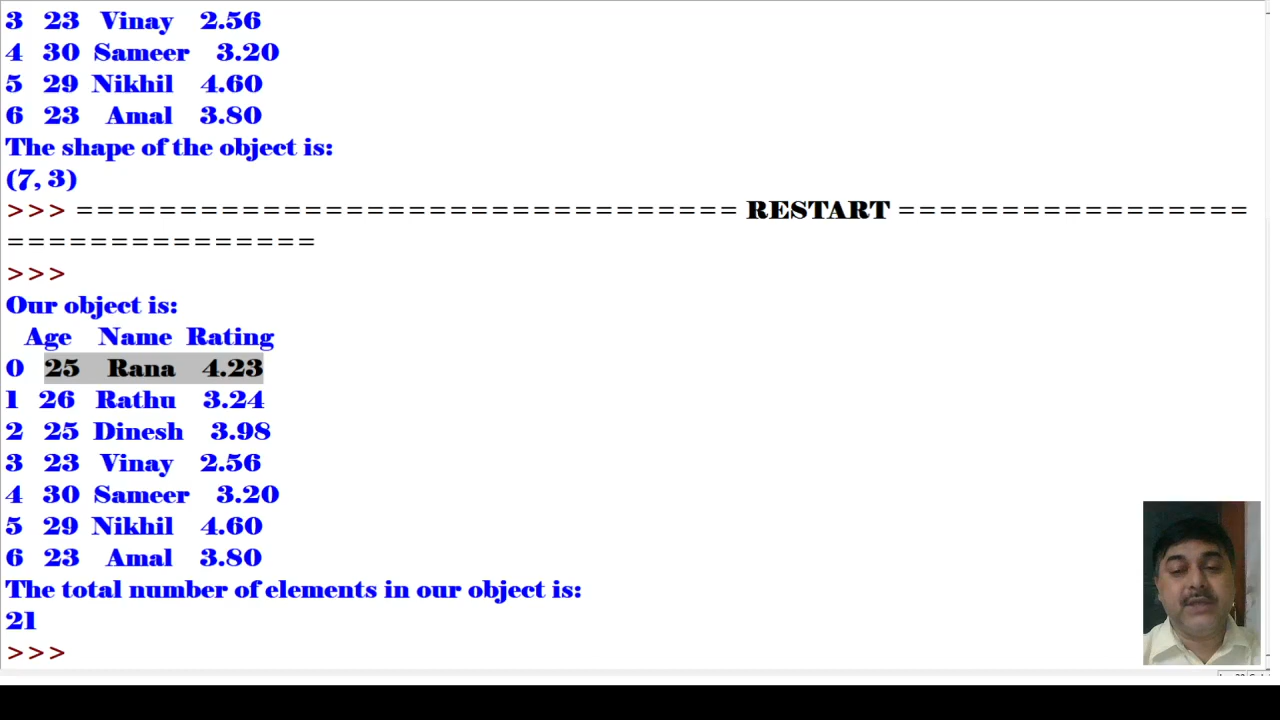 3 23 Vinay 2.56
4 30 Sameer 3.20
5 29 Nikhil 4.60
6 23 Amal 3.80
The shape of the object is:
(7, 3)
>>> ================================ RESTART =================
===============
>>>
Our object is:
Age Name Rating
0 25 Rana 4.23
1 26 Rathu 3.24
2 25 Dinesh 3.98
3 23 Vinay 2.56
4 30 Sameer 3.20
5 29 Nikhil 4.60
6 23 Amal 3.80
The total number of elements in our object is:
21
>>>